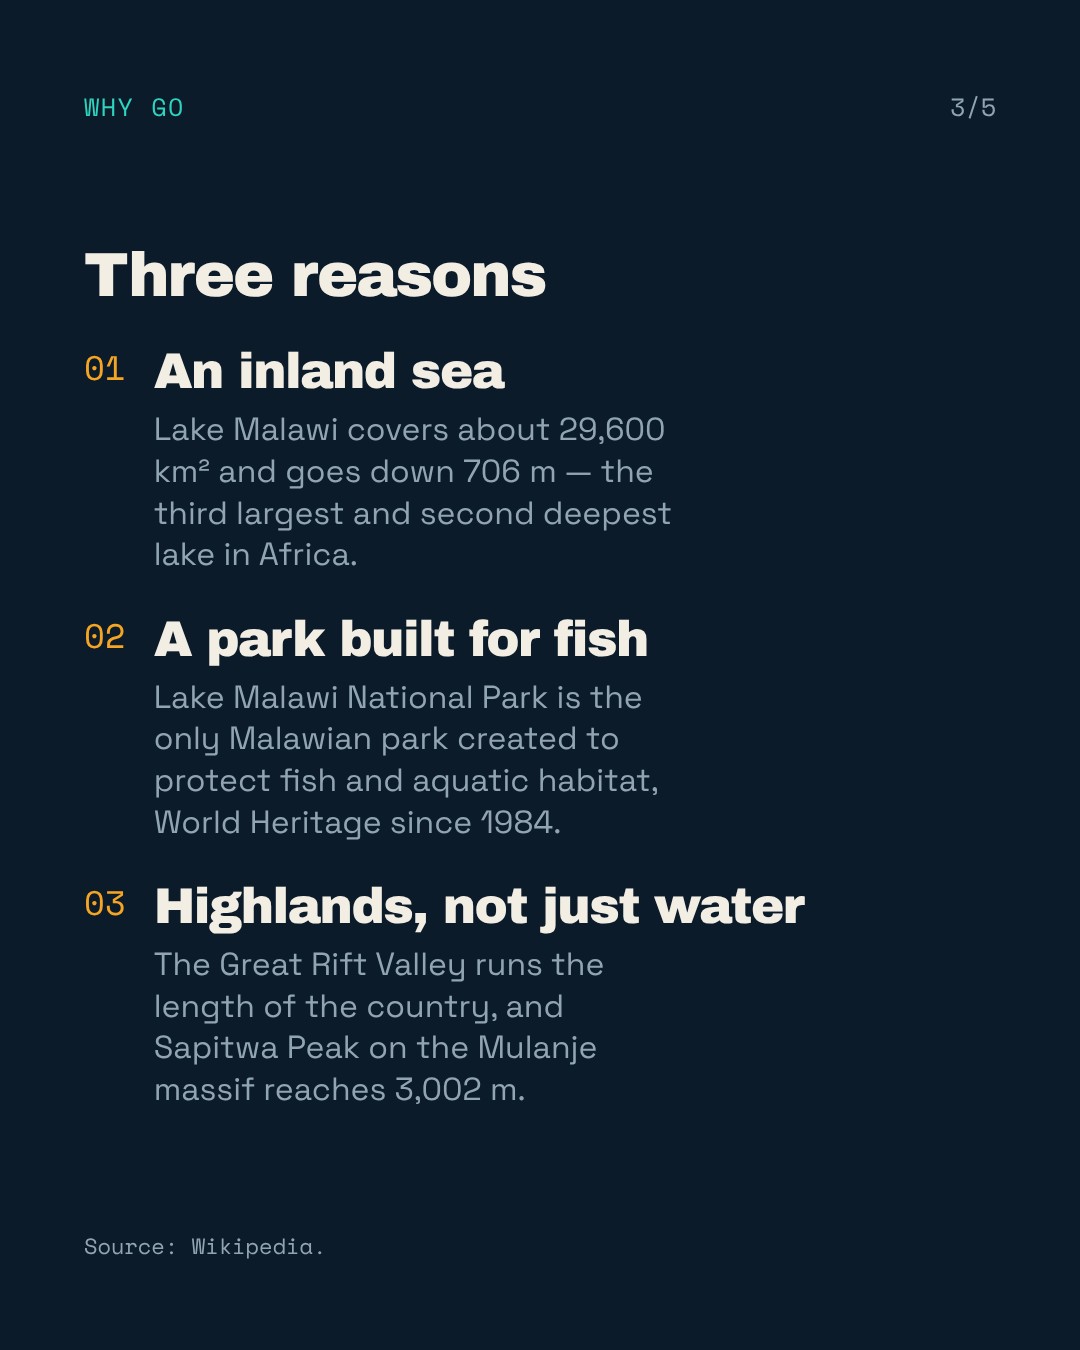 WHY GO
3/5
Three reasons
01 An inland sea
Lake Malawi covers about 29,600
km² and goes down 706 m — the
third largest and second deepest
lake in Africa.
02 A park built for fish
Lake Malawi National Park is the
only Malawian park created to
protect fish and aquatic habitat,
World Heritage since 1984.
03 Highlands, not just water
The Great Rift Valley runs the
length of the country, and
Sapitwa Peak on the Mulanje
massif reaches 3,002 m.
Source: Wikipedia.